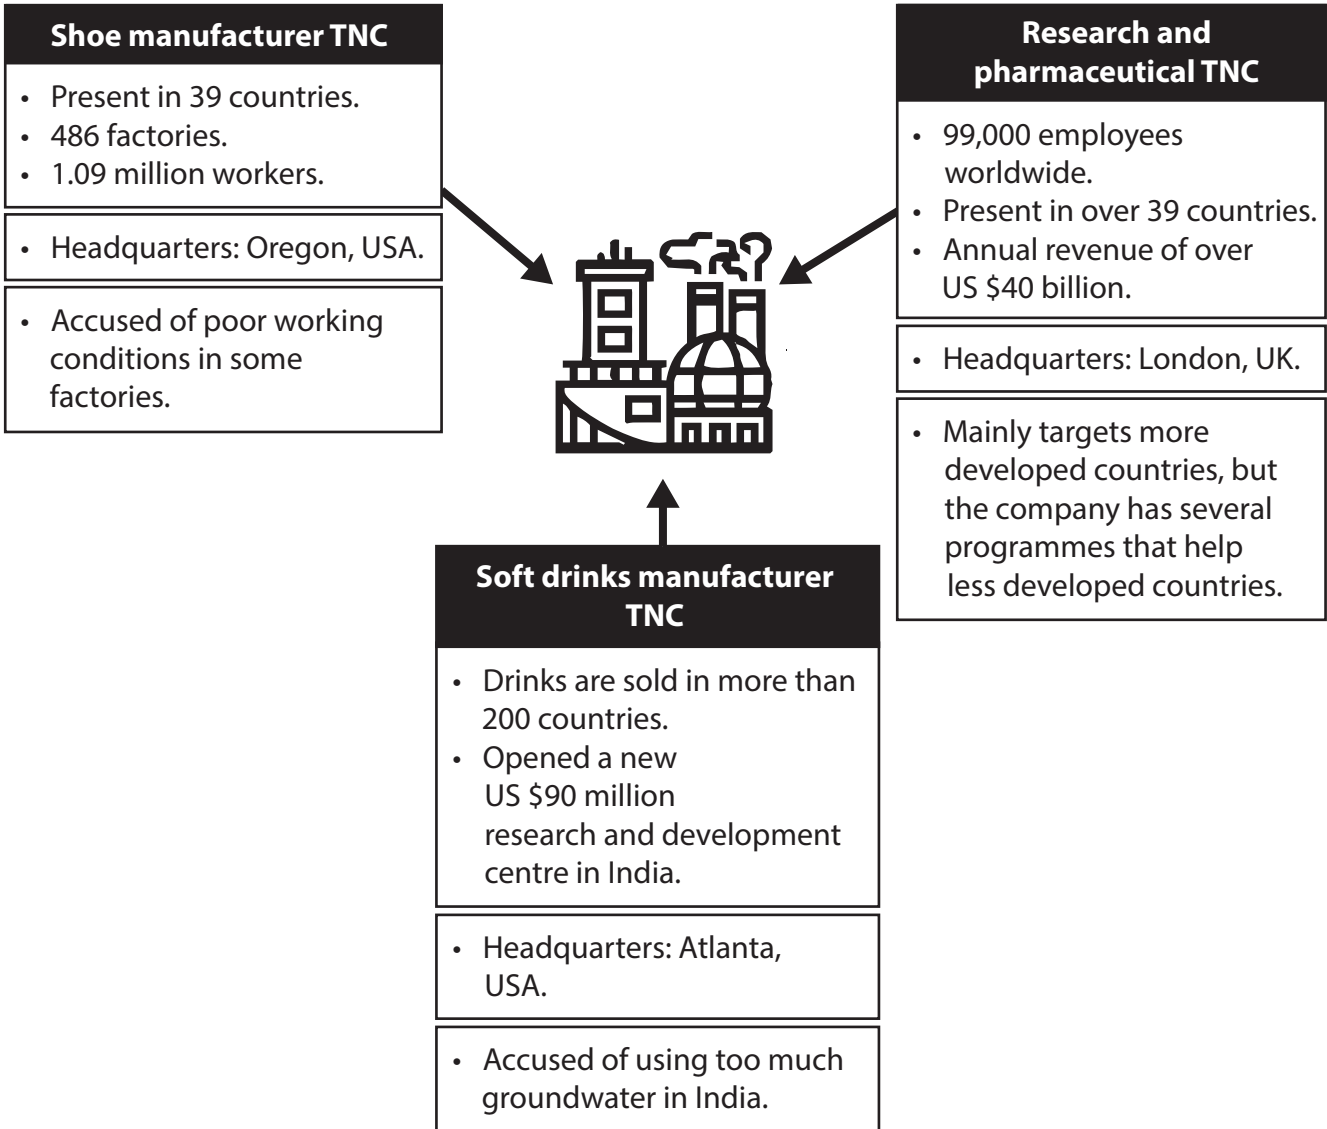 Shoe manufacturer TNC
• Present in 39 countries.
• 486 factories.
• 1.09 million workers.
• Headquarters: Oregon, USA.
• Accused of poor working
conditions in some
factories.
Research and
pharmaceutical TNC
• 99,000 employees
worldwide.
• Present in over 39 countries.
• Annual revenue of over
US $40 billion.
• Headquarters: London, UK.
• Mainly targets more
developed countries, but
the company has several
programmes that help
less developed countries.
Soft drinks manufacturer
TNC
• Drinks are sold in more than
200 countries.
• Opened a new
US $90 million
research and development
centre in India.
• Headquarters: Atlanta,
USA.
• Accused of using too much
groundwater in India.